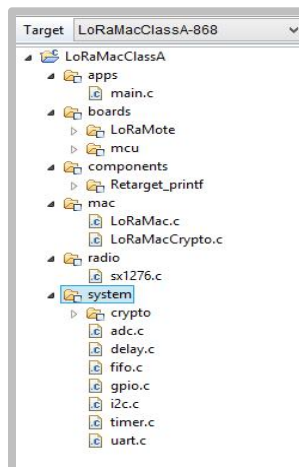 Target LoRaMacClassA-868
LoRaMacClassA
apps
main.c
boards
LoRaMote
mcu
components
Retarget_printf
mac
LoRaMac.c
LoRaMacCrypto.c
radio
sx1276.c
system
crypto
adc.c
delay.c
fifo.c
gpio.c
i2c.c
timer.c
uart.c